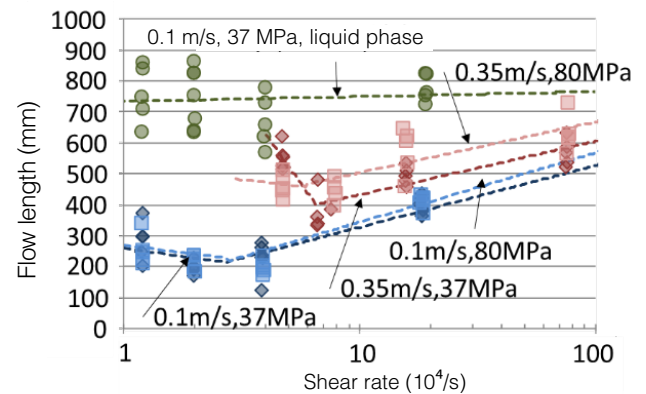 1000
0.1 m/s, 37 MPa, liquid phase
900
800
0.35m/s,80MPa
700
600
500
400
300
0.1m/s,80MPa
200
0.35m/s,37MPa
100
0.1m/s,37MPa
0
1 10 100
Flow length (mm)
Shear rate (10⁴/s)